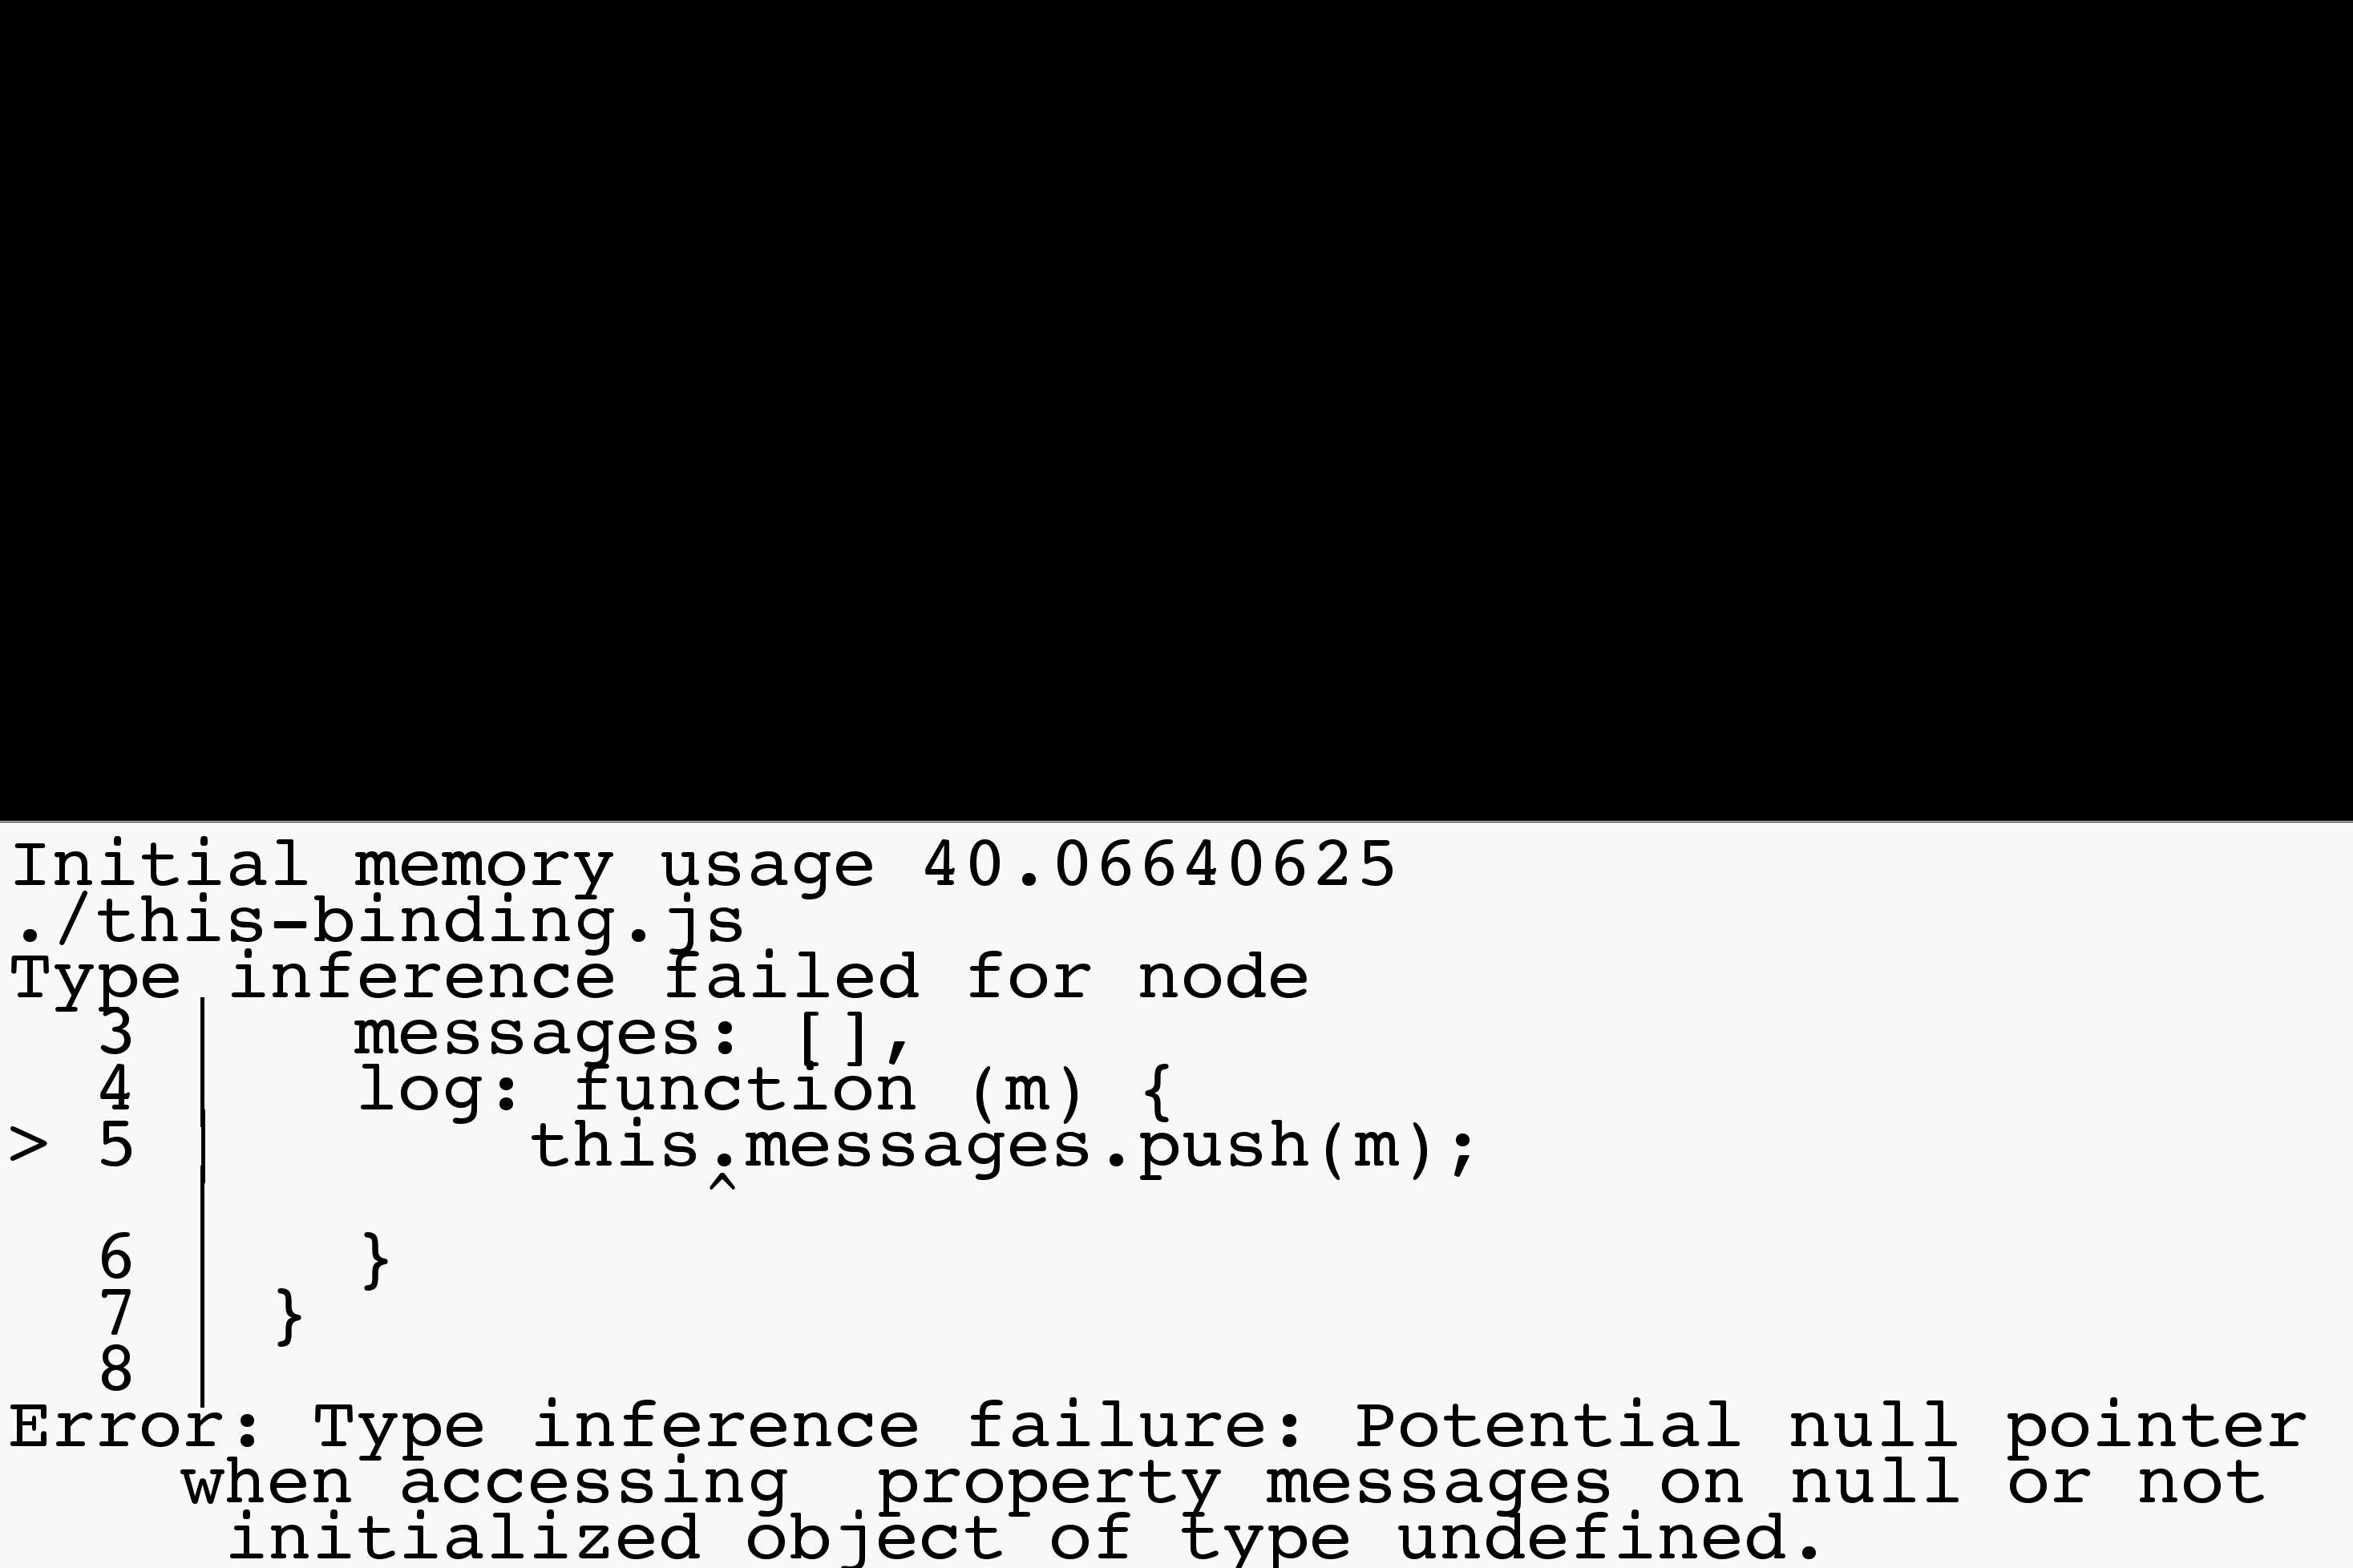 Initial memory usage 40.06640625
./this-binding.js
Type inference failed for node
3 | messages: [],
4 | log: function (m) {
> 5 | this.messages.push(m);
^
6 | }
7 | }
8 |
Error: Type inference failure: Potential null pointer
when accessing property messages on null or not
initialized object of type undefined.